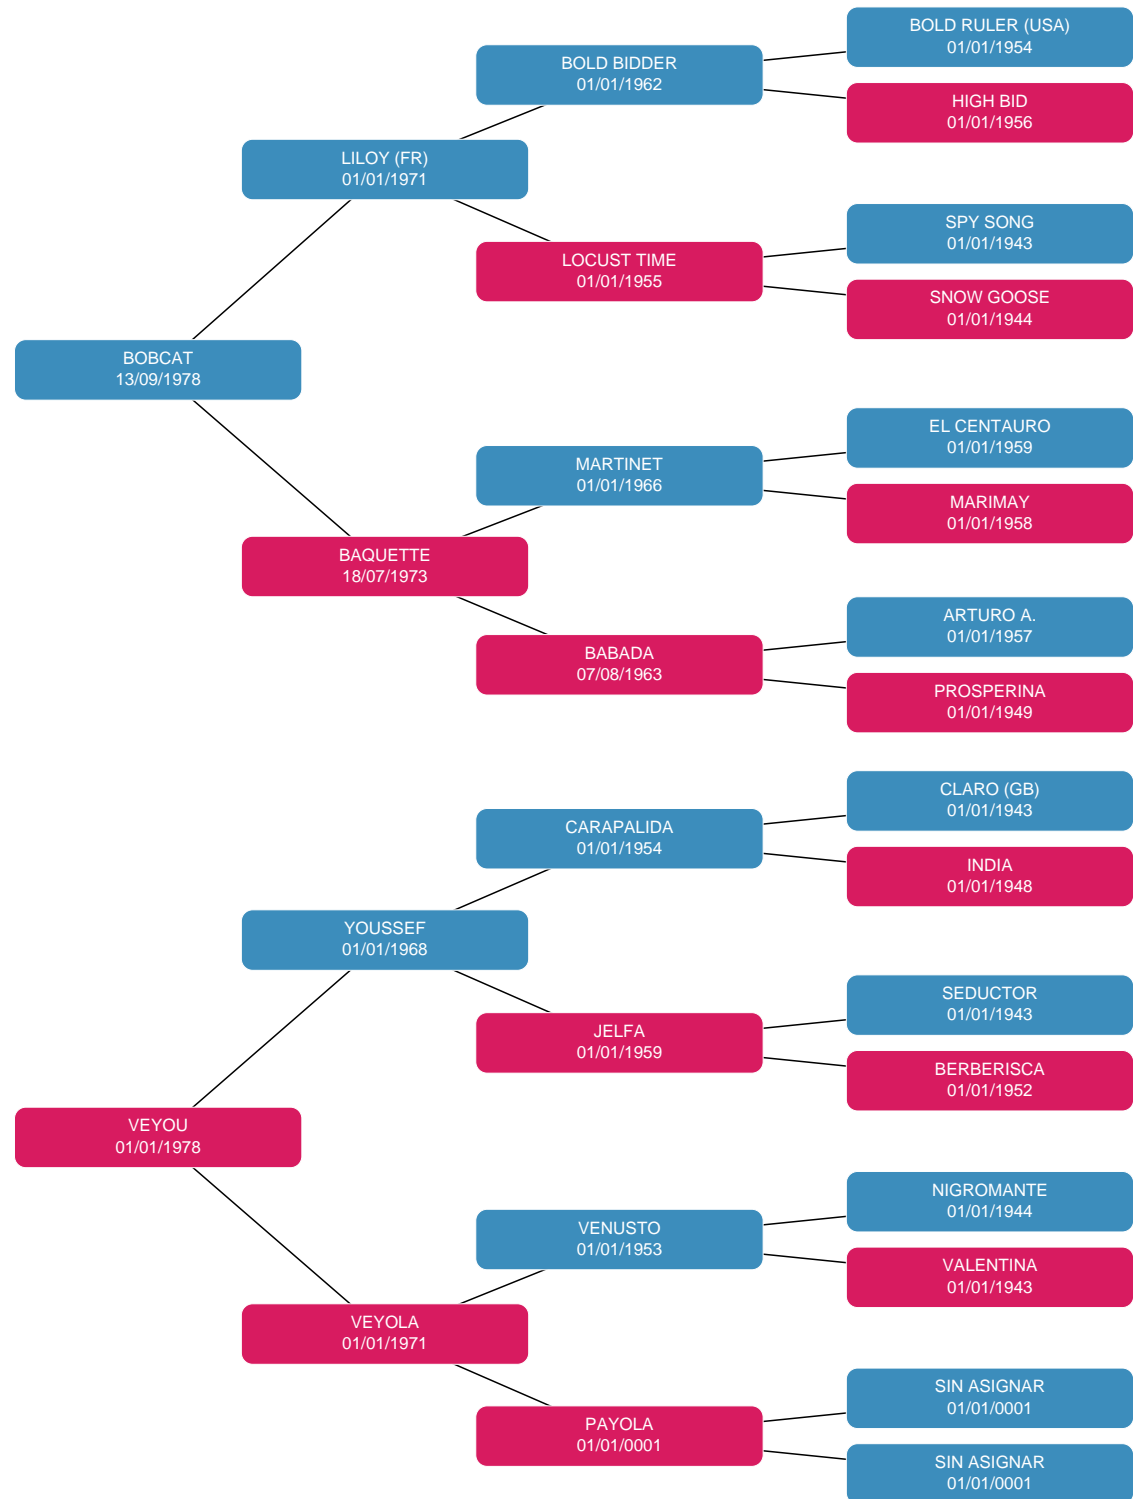 BOLD RULER (USA)
01/01/1954
BOLD BIDDER
01/01/1962
HIGH BID
01/01/1956
LILOY (FR)
01/01/1971
SPY SONG
01/01/1943
LOCUST TIME
01/01/1955
SNOW GOOSE
01/01/1944
BOBCAT
13/09/1978
EL CENTAURO
01/01/1959
MARTINET
01/01/1966
MARIMAY
01/01/1958
BAQUETTE
18/07/1973
ARTURO A.
01/01/1957
BABADA
07/08/1963
PROSPERINA
01/01/1949
CLARO (GB)
01/01/1943
CARAPALIDA
01/01/1954
INDIA
01/01/1948
YOUSSEF
01/01/1968
SEDUCTOR
01/01/1943
JELFA
01/01/1959
BERBERISCA
01/01/1952
VEYOU
01/01/1978
NIGROMANTE
01/01/1944
VENUSTO
01/01/1953
VALENTINA
01/01/1943
VEYOLA
01/01/1971
SIN ASIGNAR
01/01/0001
PAYOLA
01/01/0001
SIN ASIGNAR
01/01/0001